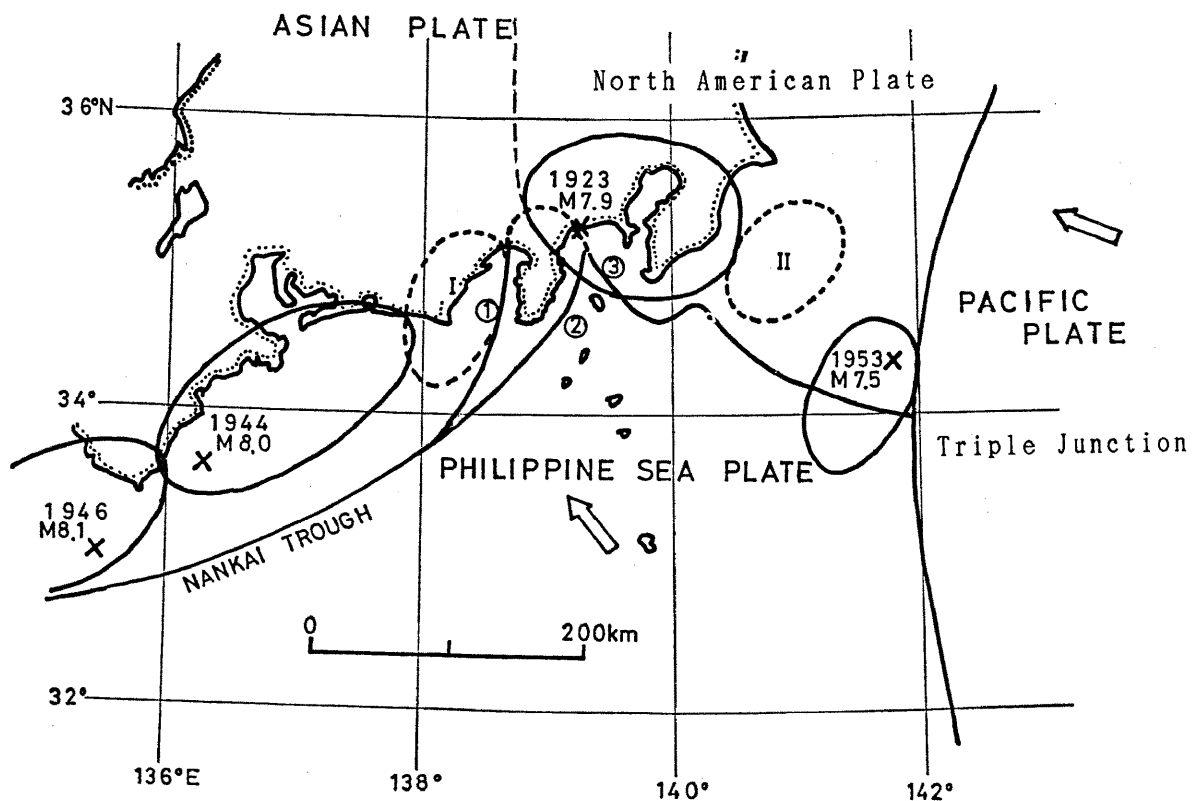 ASIAN PLATE
North American Plate
36°N
1923
M7.9
I
II
①
②
③
PACIFIC
PLATE
1953
M7.5
34°
1944
M8.0
Triple Junction
PHILIPPINE SEA PLATE
1946
M8.1
NANKAI TROUGH
0
200km
32°
136°E
138°
140°
142°